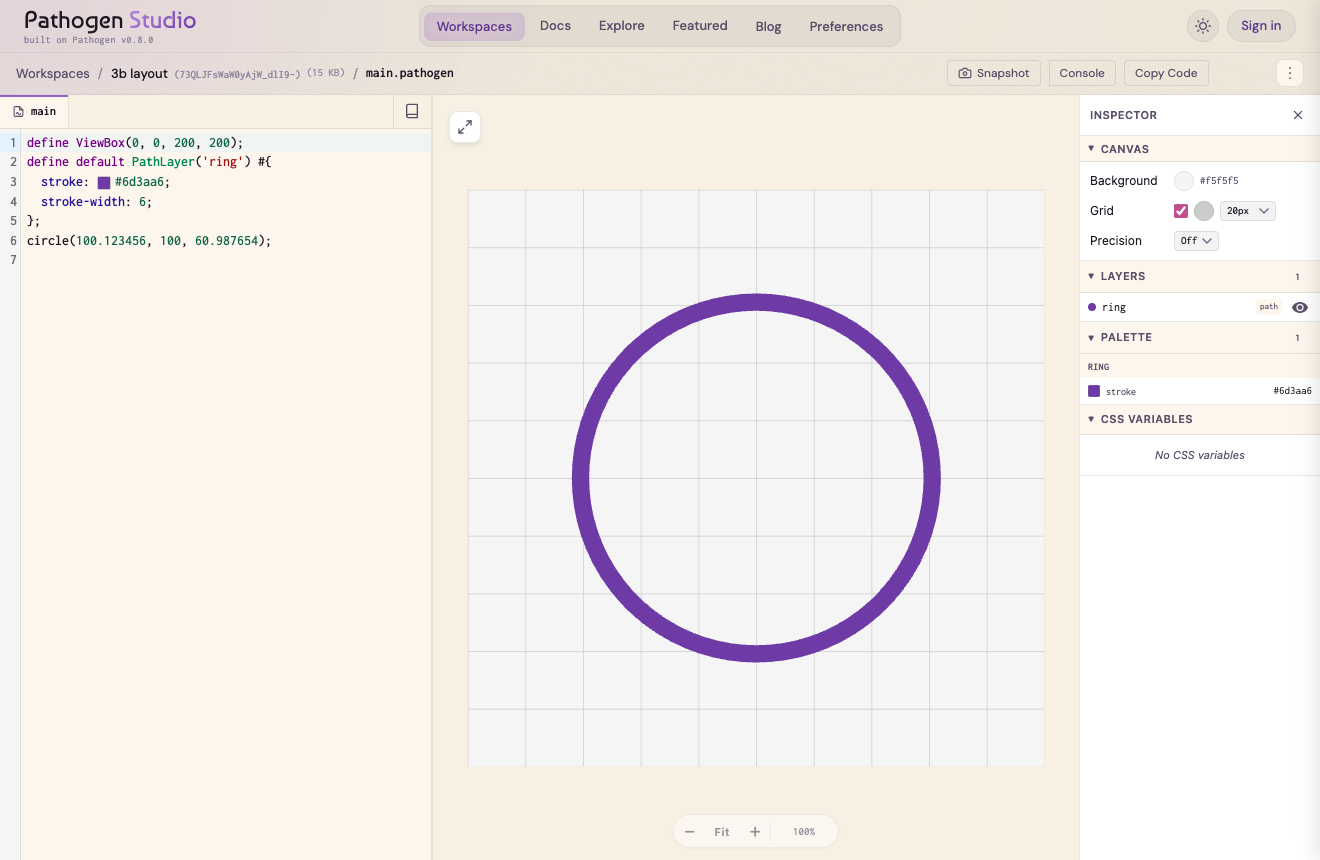 Pathogen Studio
built on Pathogen v0.8.0
Workspaces Docs Explore Featured Blog Preferences
Sign in
Workspaces / 3b layout (73QLJFsWaW0yAjW_dlI9-) (15 KB) / main.pathogen
Snapshot Console Copy Code
main
1 define ViewBox(0, 0, 200, 200);
2 define default PathLayer('ring') #{
3 stroke: #6d3aa6;
4 stroke-width: 6;
5 };
6 circle(100.123456, 100, 60.987654);
7
Fit 100%
INSPECTOR
CANVAS
Background #f5f5f5
Grid 20px
Precision Off
LAYERS 1
ring path
PALETTE 1
RING
stroke #6d3aa6
CSS VARIABLES
No CSS variables